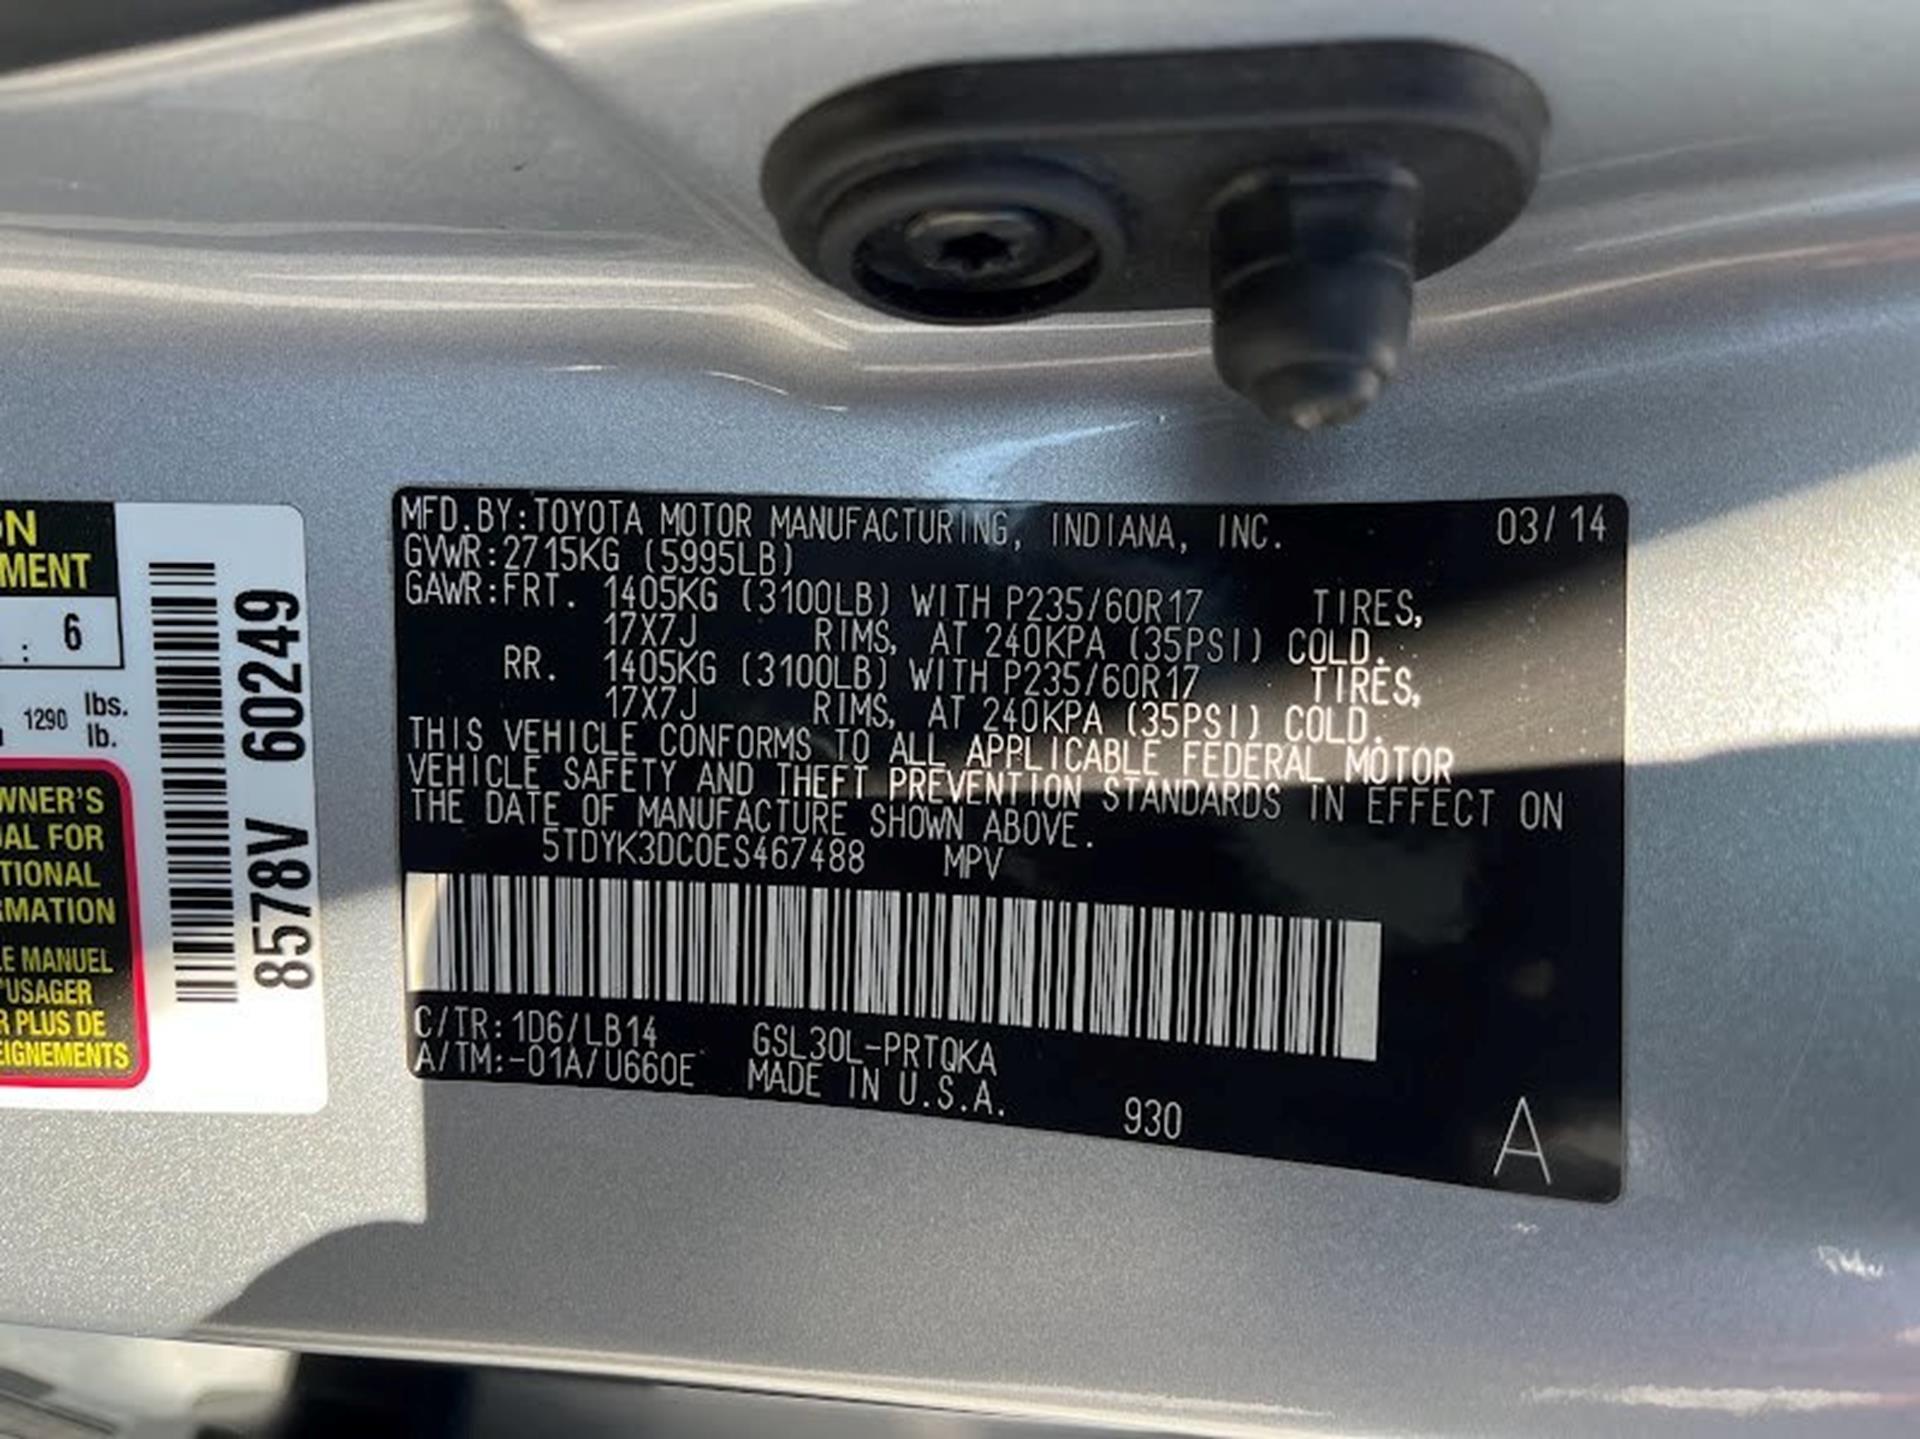 ON
MENT
: 6
1290 lbs.
lb.
WNER'S
AL FOR
TIONAL
RMATION
LE MANUEL
'USAGER
R PLUS DE
EIGNEMENTS
8578V 60249
MFD.BY:TOYOTA MOTOR MANUFACTURING, INDIANA, INC. 03/14
GVWR:2715KG (5995LB)
GAWR:FRT. 1405KG (3100LB) WITH P235/60R17 TIRES,
17X7J RIMS, AT 240KPA (35PSI) COLD.
RR. 1405KG (3100LB) WITH P235/60R17 TIRES,
17X7J RIMS, AT 240KPA (35PSI) COLD.
THIS VEHICLE CONFORMS TO ALL APPLICABLE FEDERAL MOTOR
VEHICLE SAFETY AND THEFT PREVENTION STANDARDS IN EFFECT ON
THE DATE OF MANUFACTURE SHOWN ABOVE.
5TDYK3DC0ES467488 MPV
C/TR:1D6/LB14 GSL30L-PRTQKA
A/TM:-01A/U660E MADE IN U.S.A.
930
A